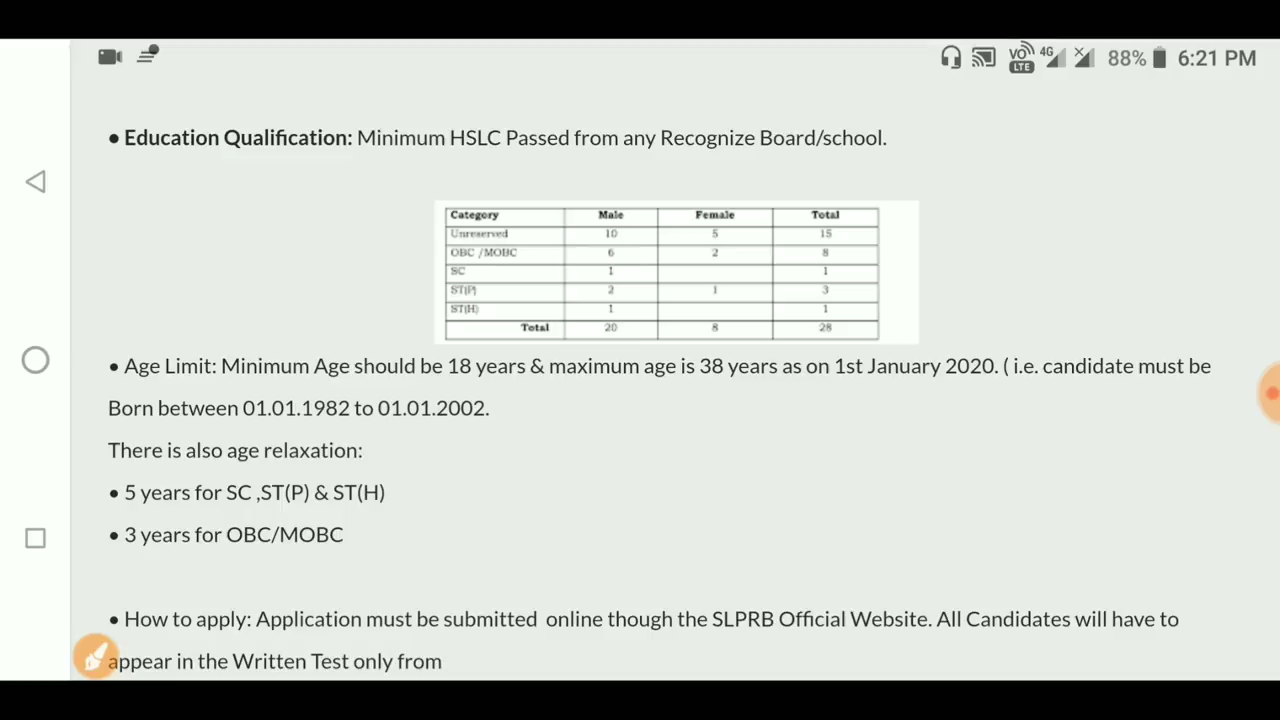 VO LTE 4G 88% 6:21 PM
• Education Qualification: Minimum HSLC Passed from any Recognize Board/school.
Category Male Female Total
Unreserved 10 5 15
OBC /MOBC 6 2 8
SC 1 1
ST(P) 2 1 3
ST(H) 1 1
Total 20 8 28
• Age Limit: Minimum Age should be 18 years & maximum age is 38 years as on 1st January 2020. ( i.e. candidate must be
Born between 01.01.1982 to 01.01.2002.
There is also age relaxation:
• 5 years for SC ,ST(P) & ST(H)
• 3 years for OBC/MOBC
• How to apply: Application must be submitted online though the SLPRB Official Website. All Candidates will have to
appear in the Written Test only from